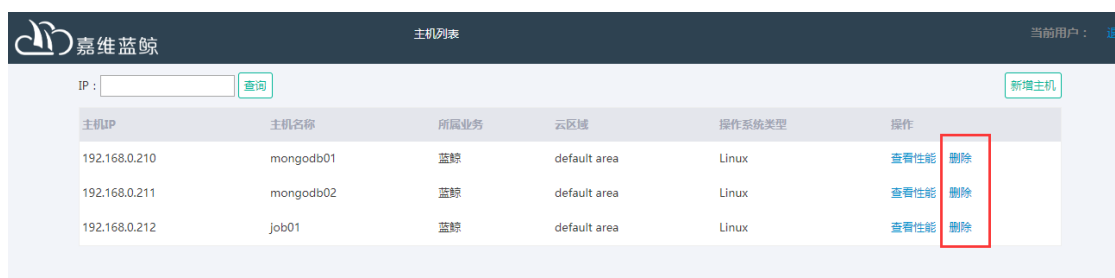 嘉维蓝鲸 主机列表 当前用户：
IP： 查询 新增主机
主机IP 主机名称 所属业务 云区域 操作系统类型 操作
192.168.0.210 mongodb01 蓝鲸 default area Linux 查看性能 删除
192.168.0.211 mongodb02 蓝鲸 default area Linux 查看性能 删除
192.168.0.212 job01 蓝鲸 default area Linux 查看性能 删除